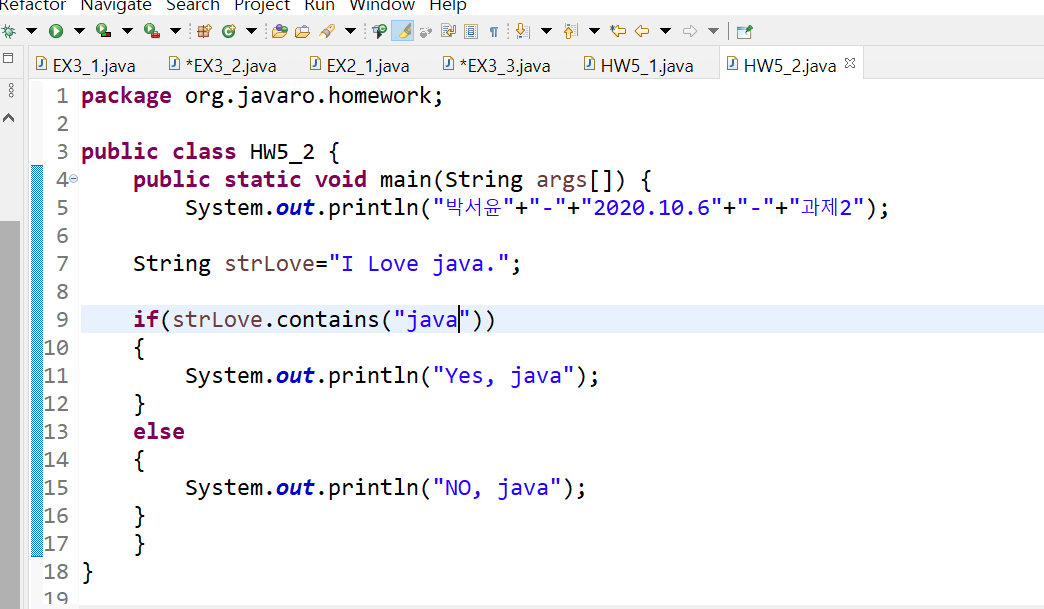 Refactor Navigate Search Project Run Window Help
EX3_1.java *EX3_2.java EX2_1.java *EX3_3.java HW5_1.java HW5_2.java
1 package org.javaro.homework;
2
3 public class HW5_2 {
4 public static void main(String args[]) {
5 System.out.println("박서윤"+"-"+"2020.10.6"+"-"+"과제2");
6
7 String strLove="I Love java.";
8
9 if(strLove.contains("java"))
10 {
11 System.out.println("Yes, java");
12 }
13 else
14 {
15 System.out.println("NO, java");
16 }
17 }
18 }
19